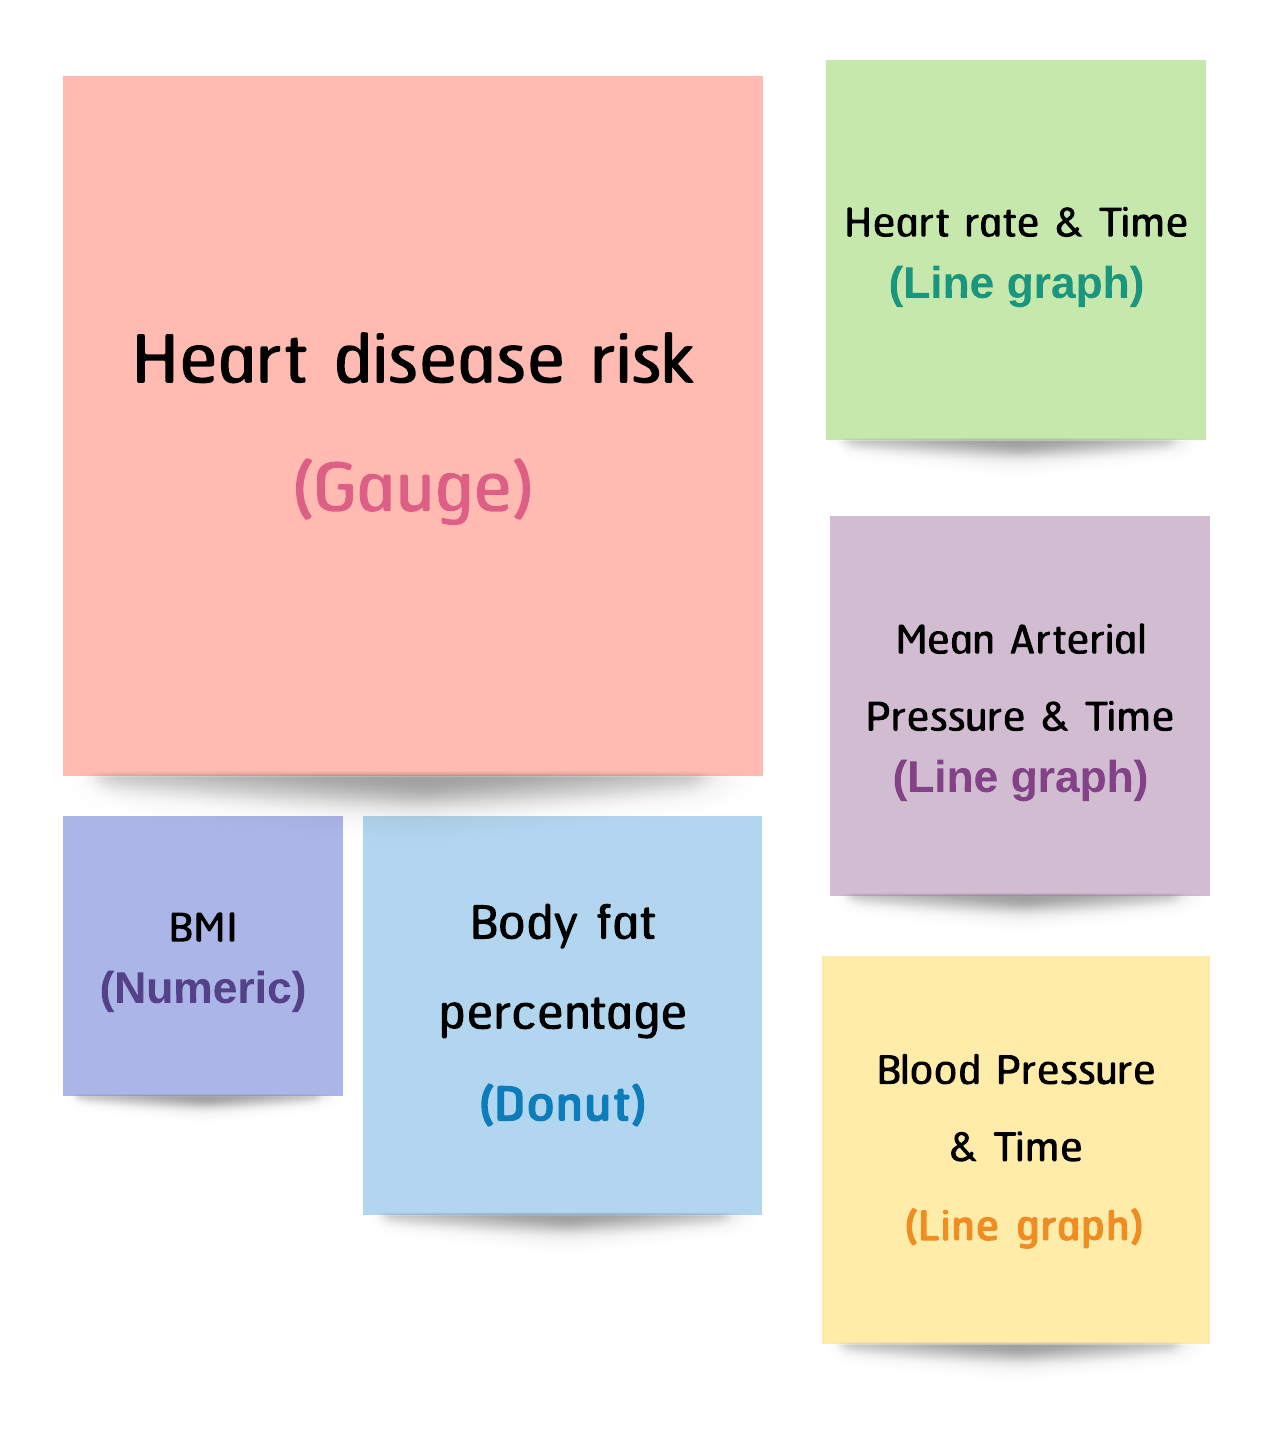 Heart disease risk
(Gauge)
Heart rate & Time
(Line graph)
Mean Arterial
Pressure & Time
(Line graph)
BMI
(Numeric)
Body fat
percentage
(Donut)
Blood Pressure
& Time
(Line graph)